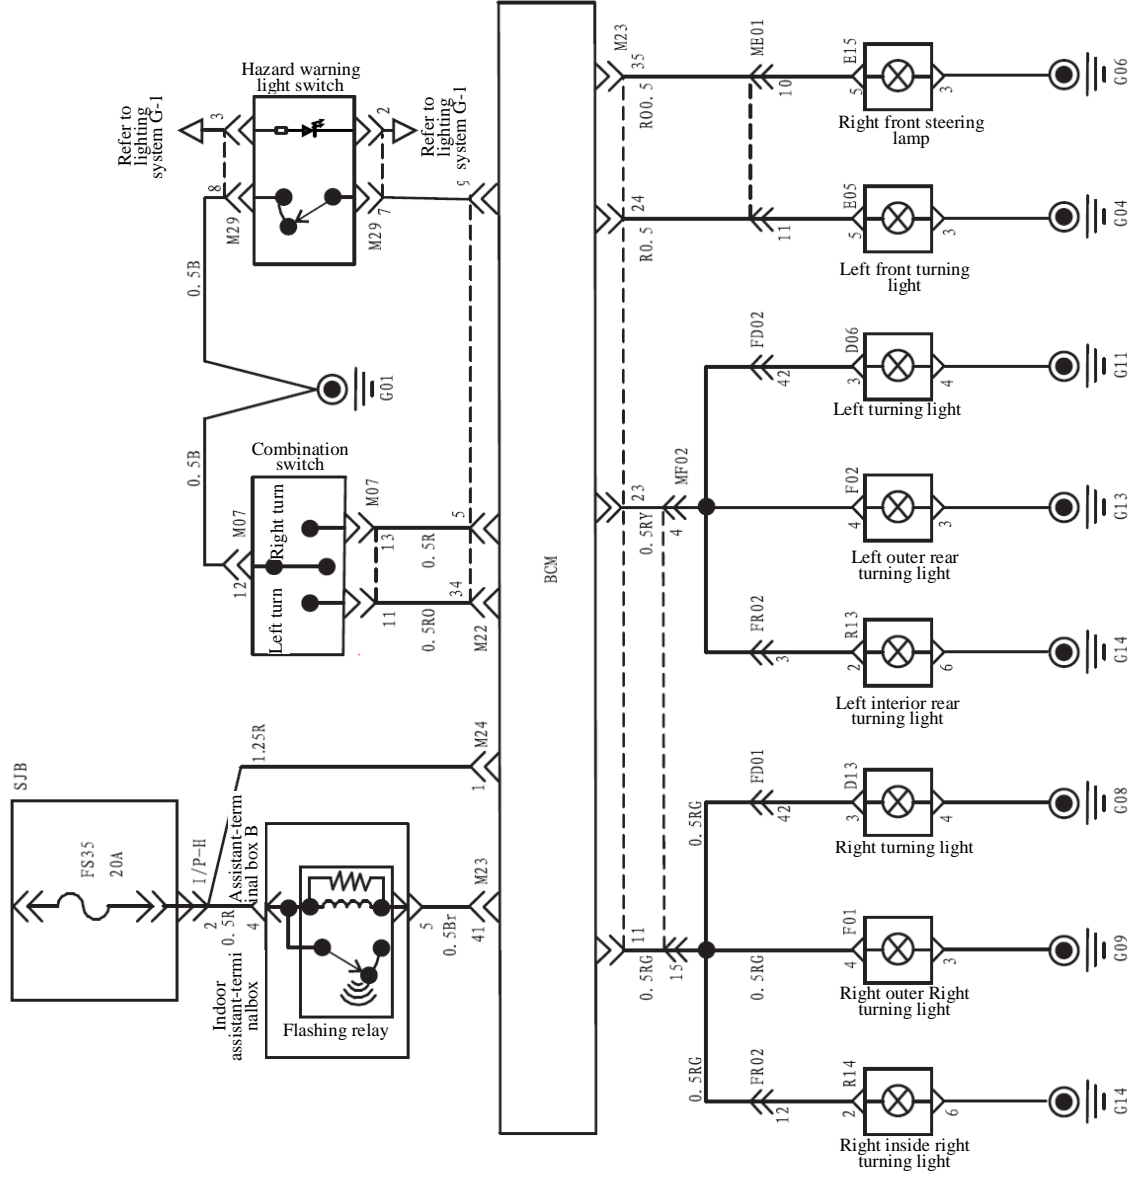 Hazard warning
light switch
Refer to
lighting
system G-1
3
2
Refer to
lighting
system G-1
8
M29
M29
7
9
0.5B
G01
0.5B
Combination
switch
M07
12
Left turn
Right turn
M07
13
0.5R
5
11
0.5RO
34
M22
SJB
FS35
20A
I/P-H
1.25R
1
M24
2
0.5R
4
Assistant-term
inal box B
Indoor
assistant-termi
nalbox
Flashing relay
5
0.5Br
41
M23
BCM
M23
35
RO0.5
ME01
10
E15
5
3
Right front steering
lamp
G06
24
R0.5
11
E05
5
3
Left front turning
light
G04
FD02
42
D06
3
4
Left turning light
G11
23
0.5RY
MF02
4
F02
4
3
Left outer rear
turning light
G13
FR02
3
R13
2
6
Left interior rear
turning light
G14
0.5RG
FD01
42
D13
3
4
Right turning light
G08
11
0.5RG
15
0.5RG
F01
4
3
Right outer Right
turning light
G09
0.5RG
FR02
12
R14
2
6
Right inside right
turning light
G14